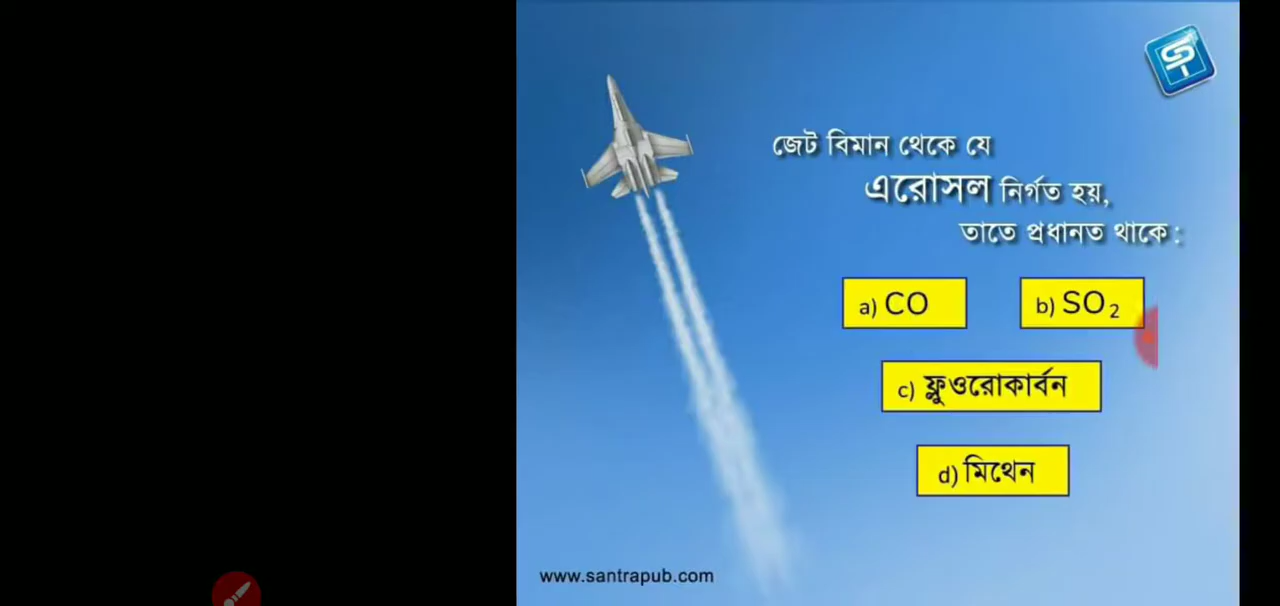 জেট বিমান থেকে যে
এরোসল নির্গত হয়,
তাতে প্রধানত থাকে :
a) CO
b) SO₂
c) ফ্লুওরোকার্বন
d) মিথেন
www.santrapub.com